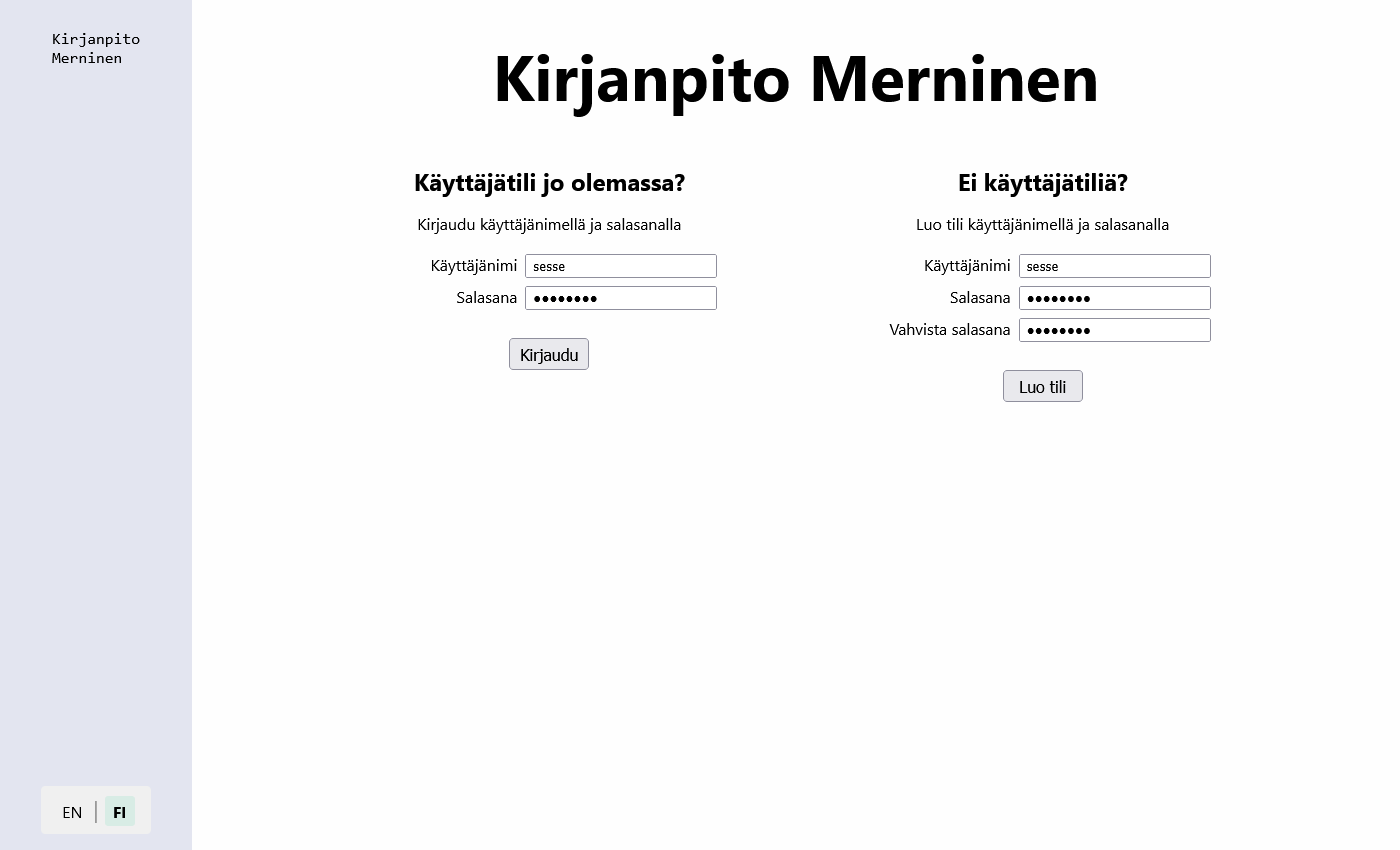 Kirjanpito
Merninen
Kirjanpito Merninen
Käyttäjätili jo olemassa?
Kirjaudu käyttäjänimellä ja salasanalla
Käyttäjänimi sesse
Salasana ●●●●●●●●
Kirjaudu
Ei käyttäjätiliä?
Luo tili käyttäjänimellä ja salasanalla
Käyttäjänimi sesse
Salasana ●●●●●●●●
Vahvista salasana ●●●●●●●●
Luo tili
EN | FI